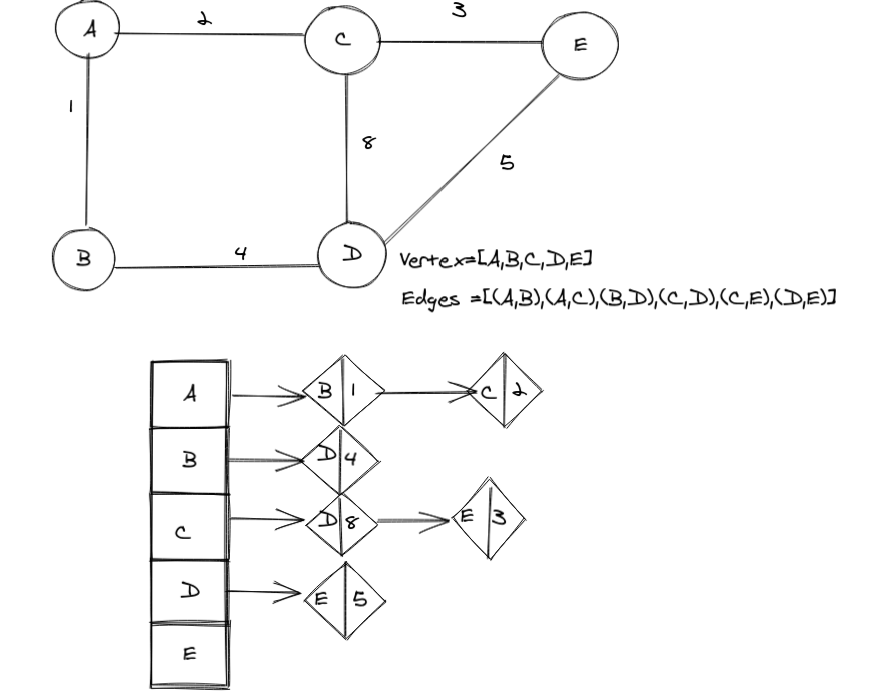 A 2 C 3 E
1 8 5
B 4 D
Vertex=[A,B,C,D,E]
Edges =[(A,B),(A,C),(B,D),(C,D),(C,E),(D,E)]
A B 1 C 2
B D 4
C D 8 E 3
D E 5
E